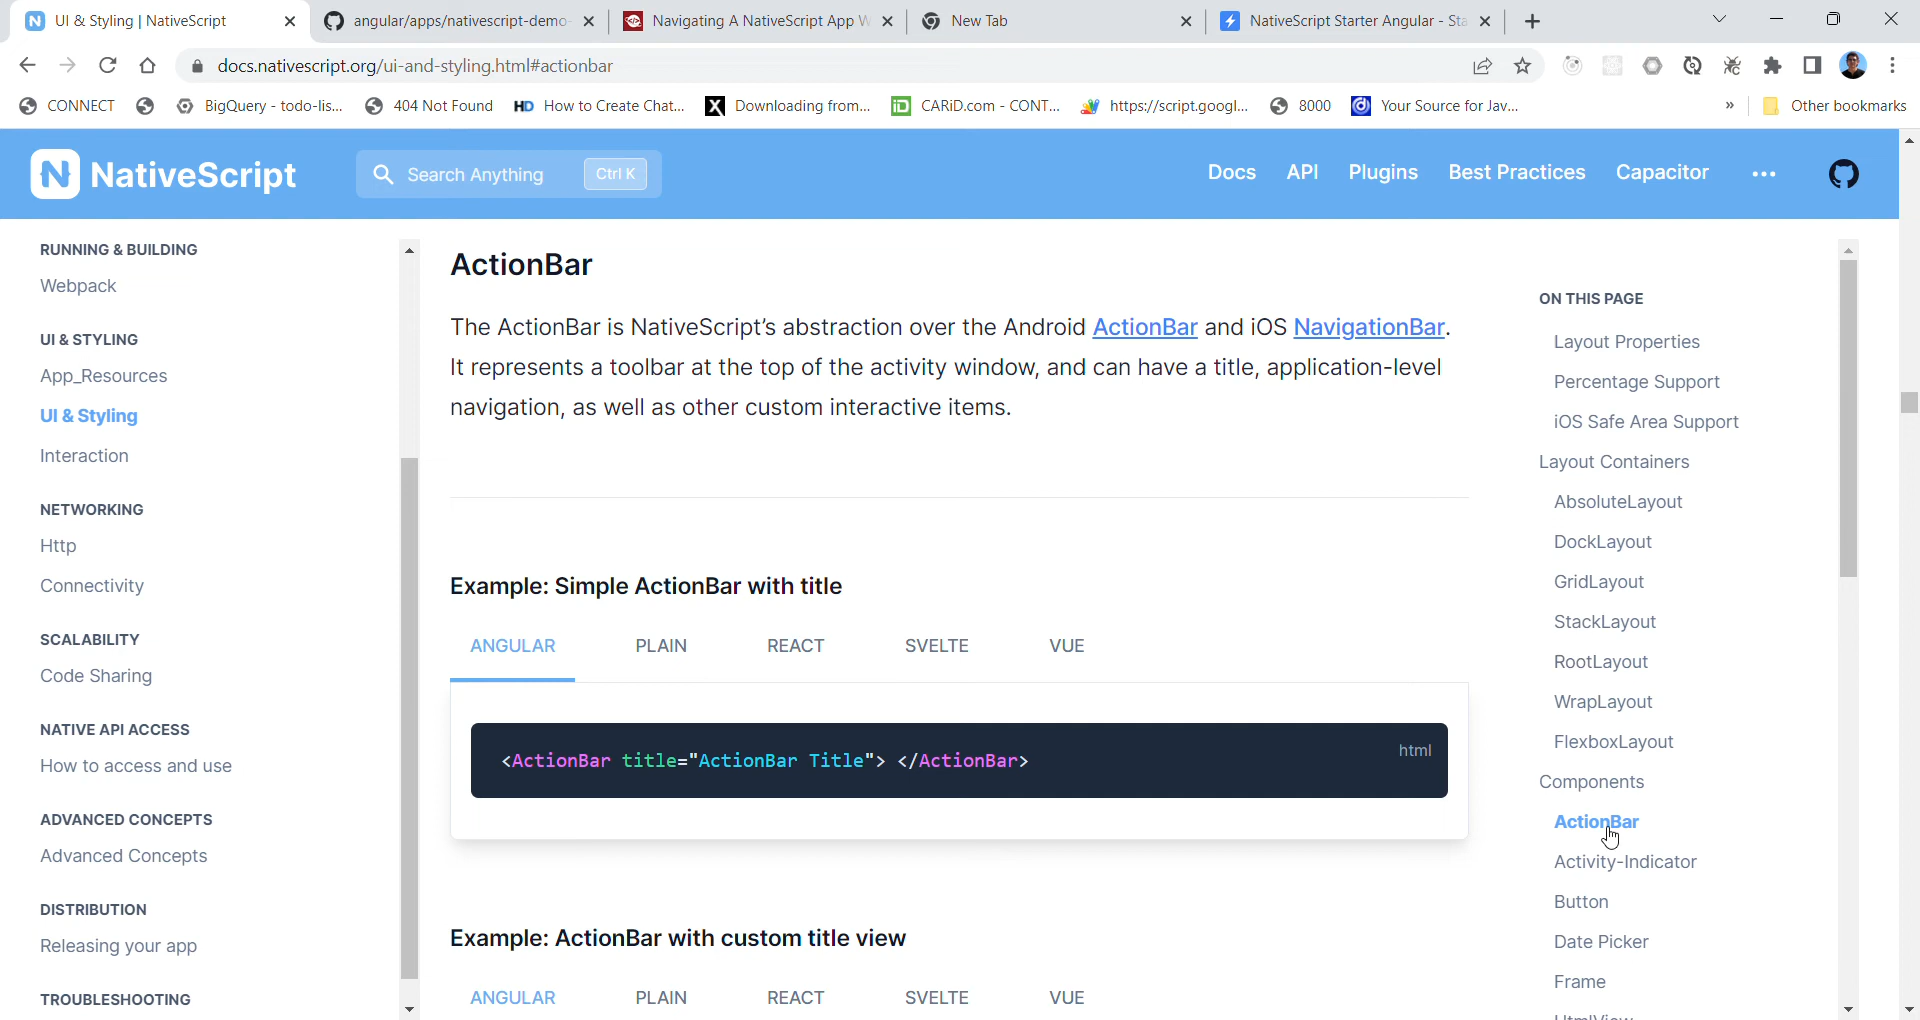 UI & Styling | NativeScript
angular/apps/nativescript-demo-
Navigating A NativeScript App W
New Tab
NativeScript Starter Angular - Sta
docs.nativescript.org/ui-and-styling.html#actionbar
CONNECT
BigQuery - todo-lis...
404 Not Found
HD How to Create Chat...
X Downloading from...
iD CARiD.com - CONT...
https://script.googl...
8000
Your Source for Jav...
»
Other bookmarks
N NativeScript
Search Anything
Ctrl K
Docs
API
Plugins
Best Practices
Capacitor
RUNNING & BUILDING
Webpack
UI & STYLING
App_Resources
UI & Styling
Interaction
NETWORKING
Http
Connectivity
SCALABILITY
Code Sharing
NATIVE API ACCESS
How to access and use
ADVANCED CONCEPTS
Advanced Concepts
DISTRIBUTION
Releasing your app
TROUBLESHOOTING
ActionBar
The ActionBar is NativeScript's abstraction over the Android ActionBar and iOS NavigationBar.
It represents a toolbar at the top of the activity window, and can have a title, application-level
navigation, as well as other custom interactive items.
Example: Simple ActionBar with title
ANGULAR PLAIN REACT SVELTE VUE
html
<ActionBar title="ActionBar Title"> </ActionBar>
Example: ActionBar with custom title view
ANGULAR PLAIN REACT SVELTE VUE
ON THIS PAGE
Layout Properties
Percentage Support
iOS Safe Area Support
Layout Containers
AbsoluteLayout
DockLayout
GridLayout
StackLayout
RootLayout
WrapLayout
FlexboxLayout
Components
ActionBar
Activity-Indicator
Button
Date Picker
Frame
HtmlView